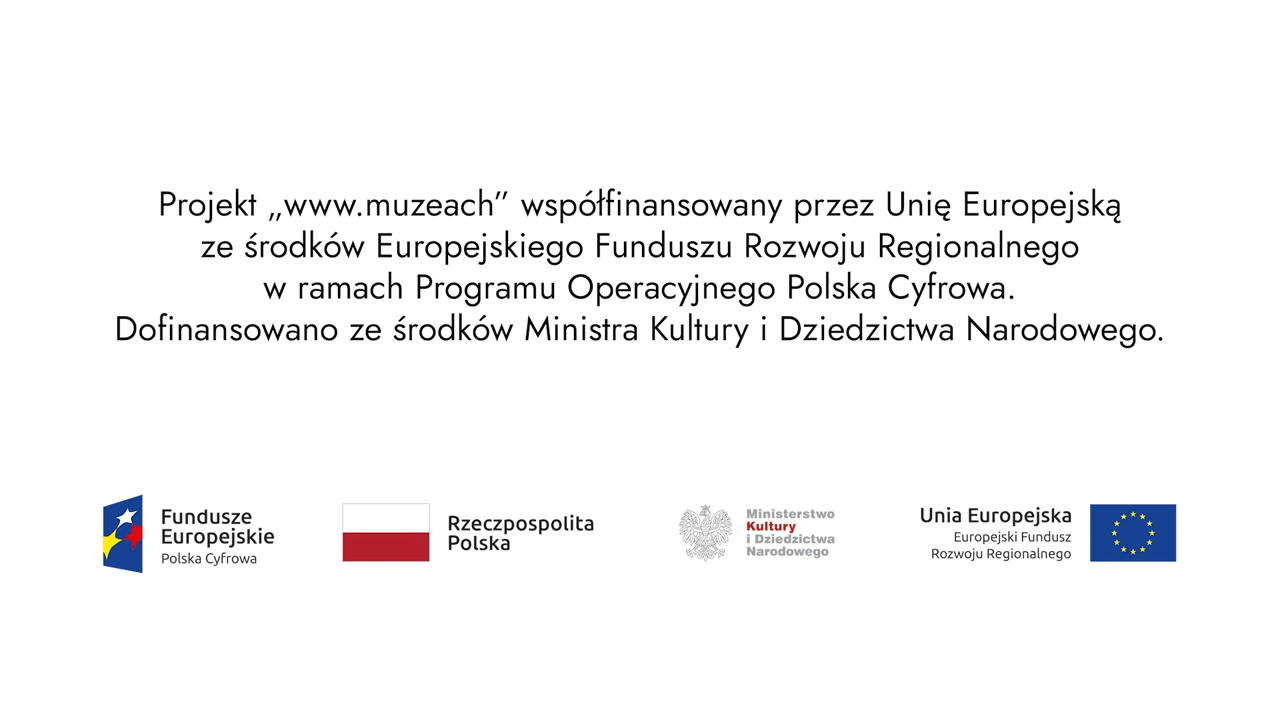 Projekt „www.muzeach” współfinansowany przez Unię Europejską
ze środków Europejskiego Funduszu Rozwoju Regionalnego
w ramach Programu Operacyjnego Polska Cyfrowa.
Dofinansowano ze środków Ministra Kultury i Dziedzictwa Narodowego.
Fundusze
Europejskie
Polska Cyfrowa
Rzeczpospolita
Polska
Ministerstwo
Kultury
i Dziedzictwa
Narodowego
Unia Europejska
Europejski Fundusz
Rozwoju Regionalnego